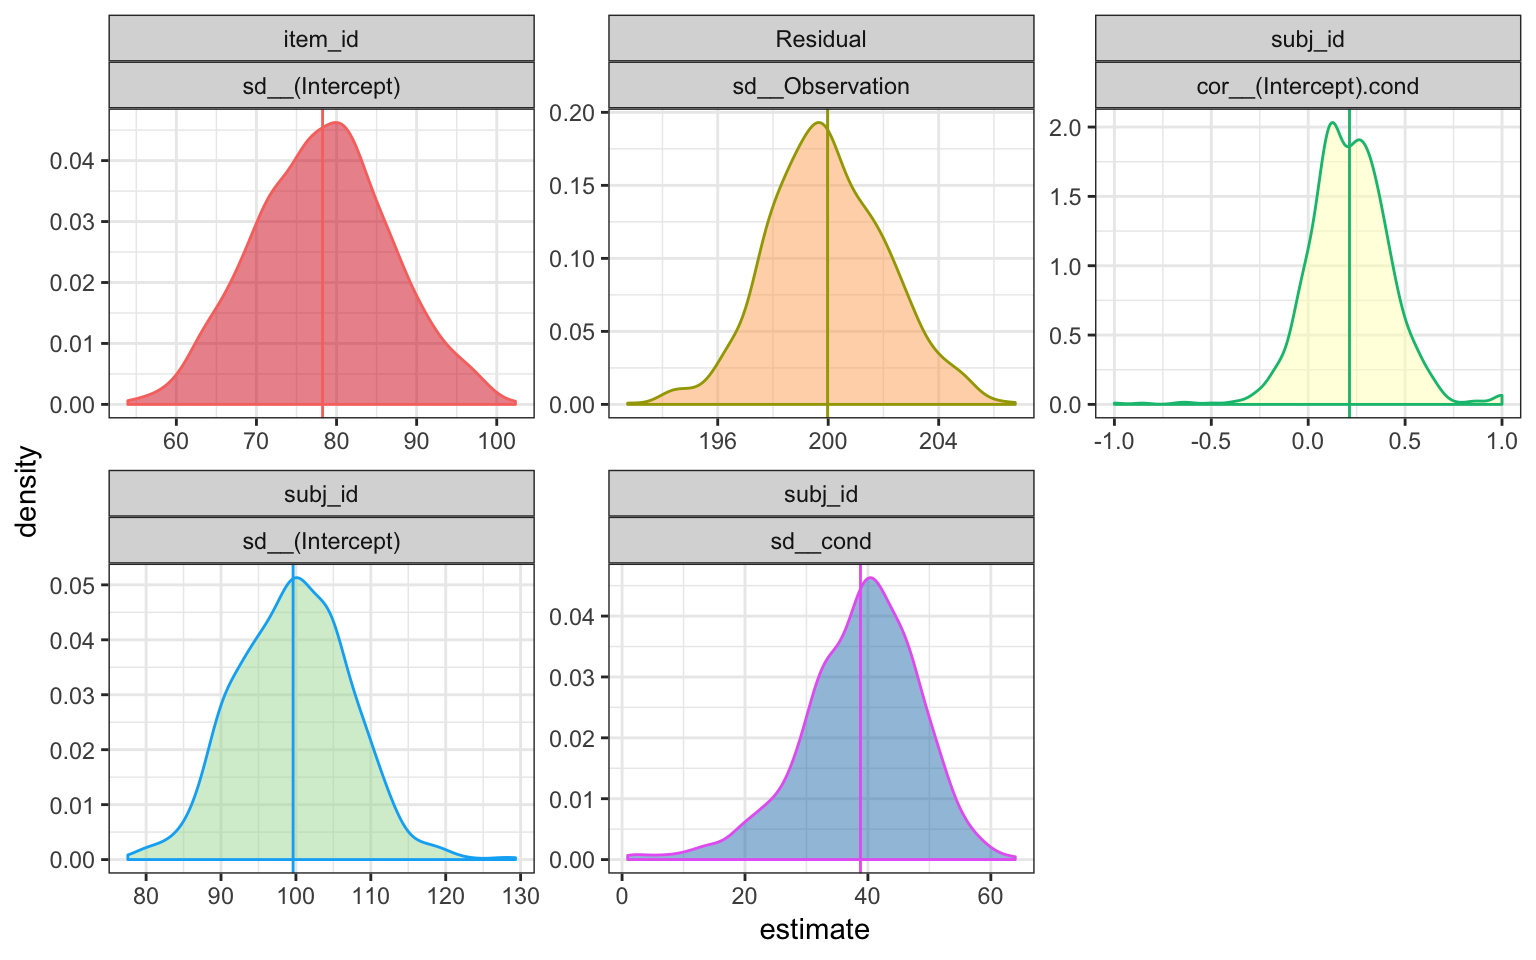 item_id
sd__(Intercept)
0.04
0.03
0.02
0.01
0.00
60 70 80 90 100
Residual
sd__Observation
0.20
0.15
0.10
0.05
0.00
196 200 204
subj_id
cor__(Intercept).cond
2.0
1.5
1.0
0.5
0.0
-1.0 -0.5 0.0 0.5 1.0
density
subj_id
sd__(Intercept)
0.05
0.04
0.03
0.02
0.01
0.00
80 90 100 110 120 130
subj_id
sd__cond
0.04
0.03
0.02
0.01
0.00
0 20 40 60
estimate